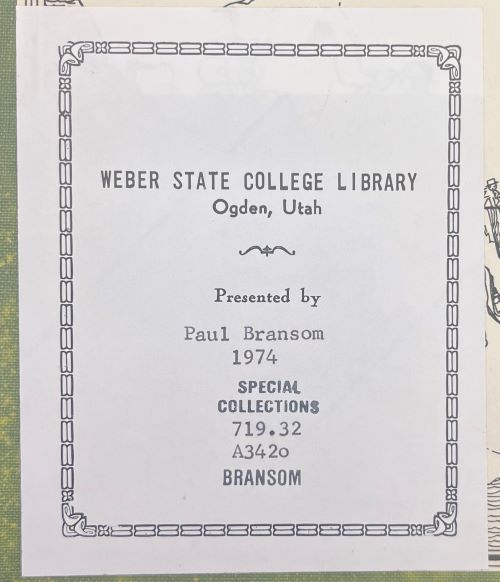 WEBER STATE COLLEGE LIBRARY
Ogden, Utah
Presented by
Paul Bransom
1974
SPECIAL
COLLECTIONS
719.32
A342o
BRANSOM